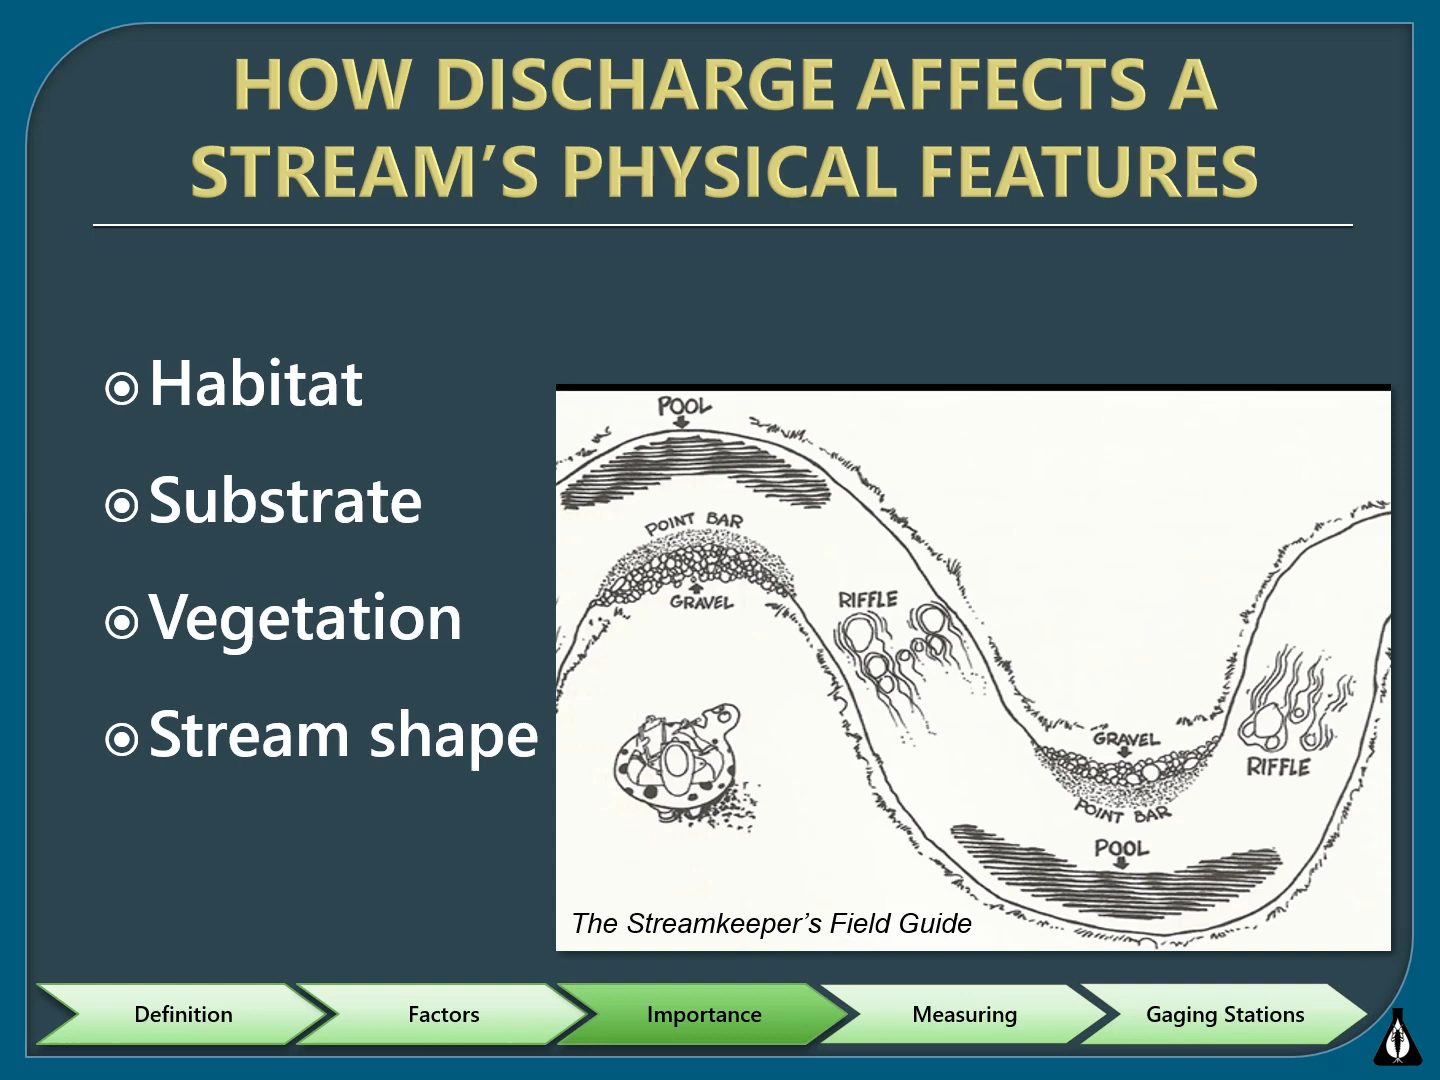 HOW DISCHARGE AFFECTS A
STREAM’S PHYSICAL FEATURES
Habitat
Substrate
Vegetation
Stream shape
POOL
POINT BAR
GRAVEL
RIFFLE
GRAVEL
POINT BAR
RIFFLE
POOL
The Streamkeeper’s Field Guide
Definition
Factors
Importance
Measuring
Gaging Stations